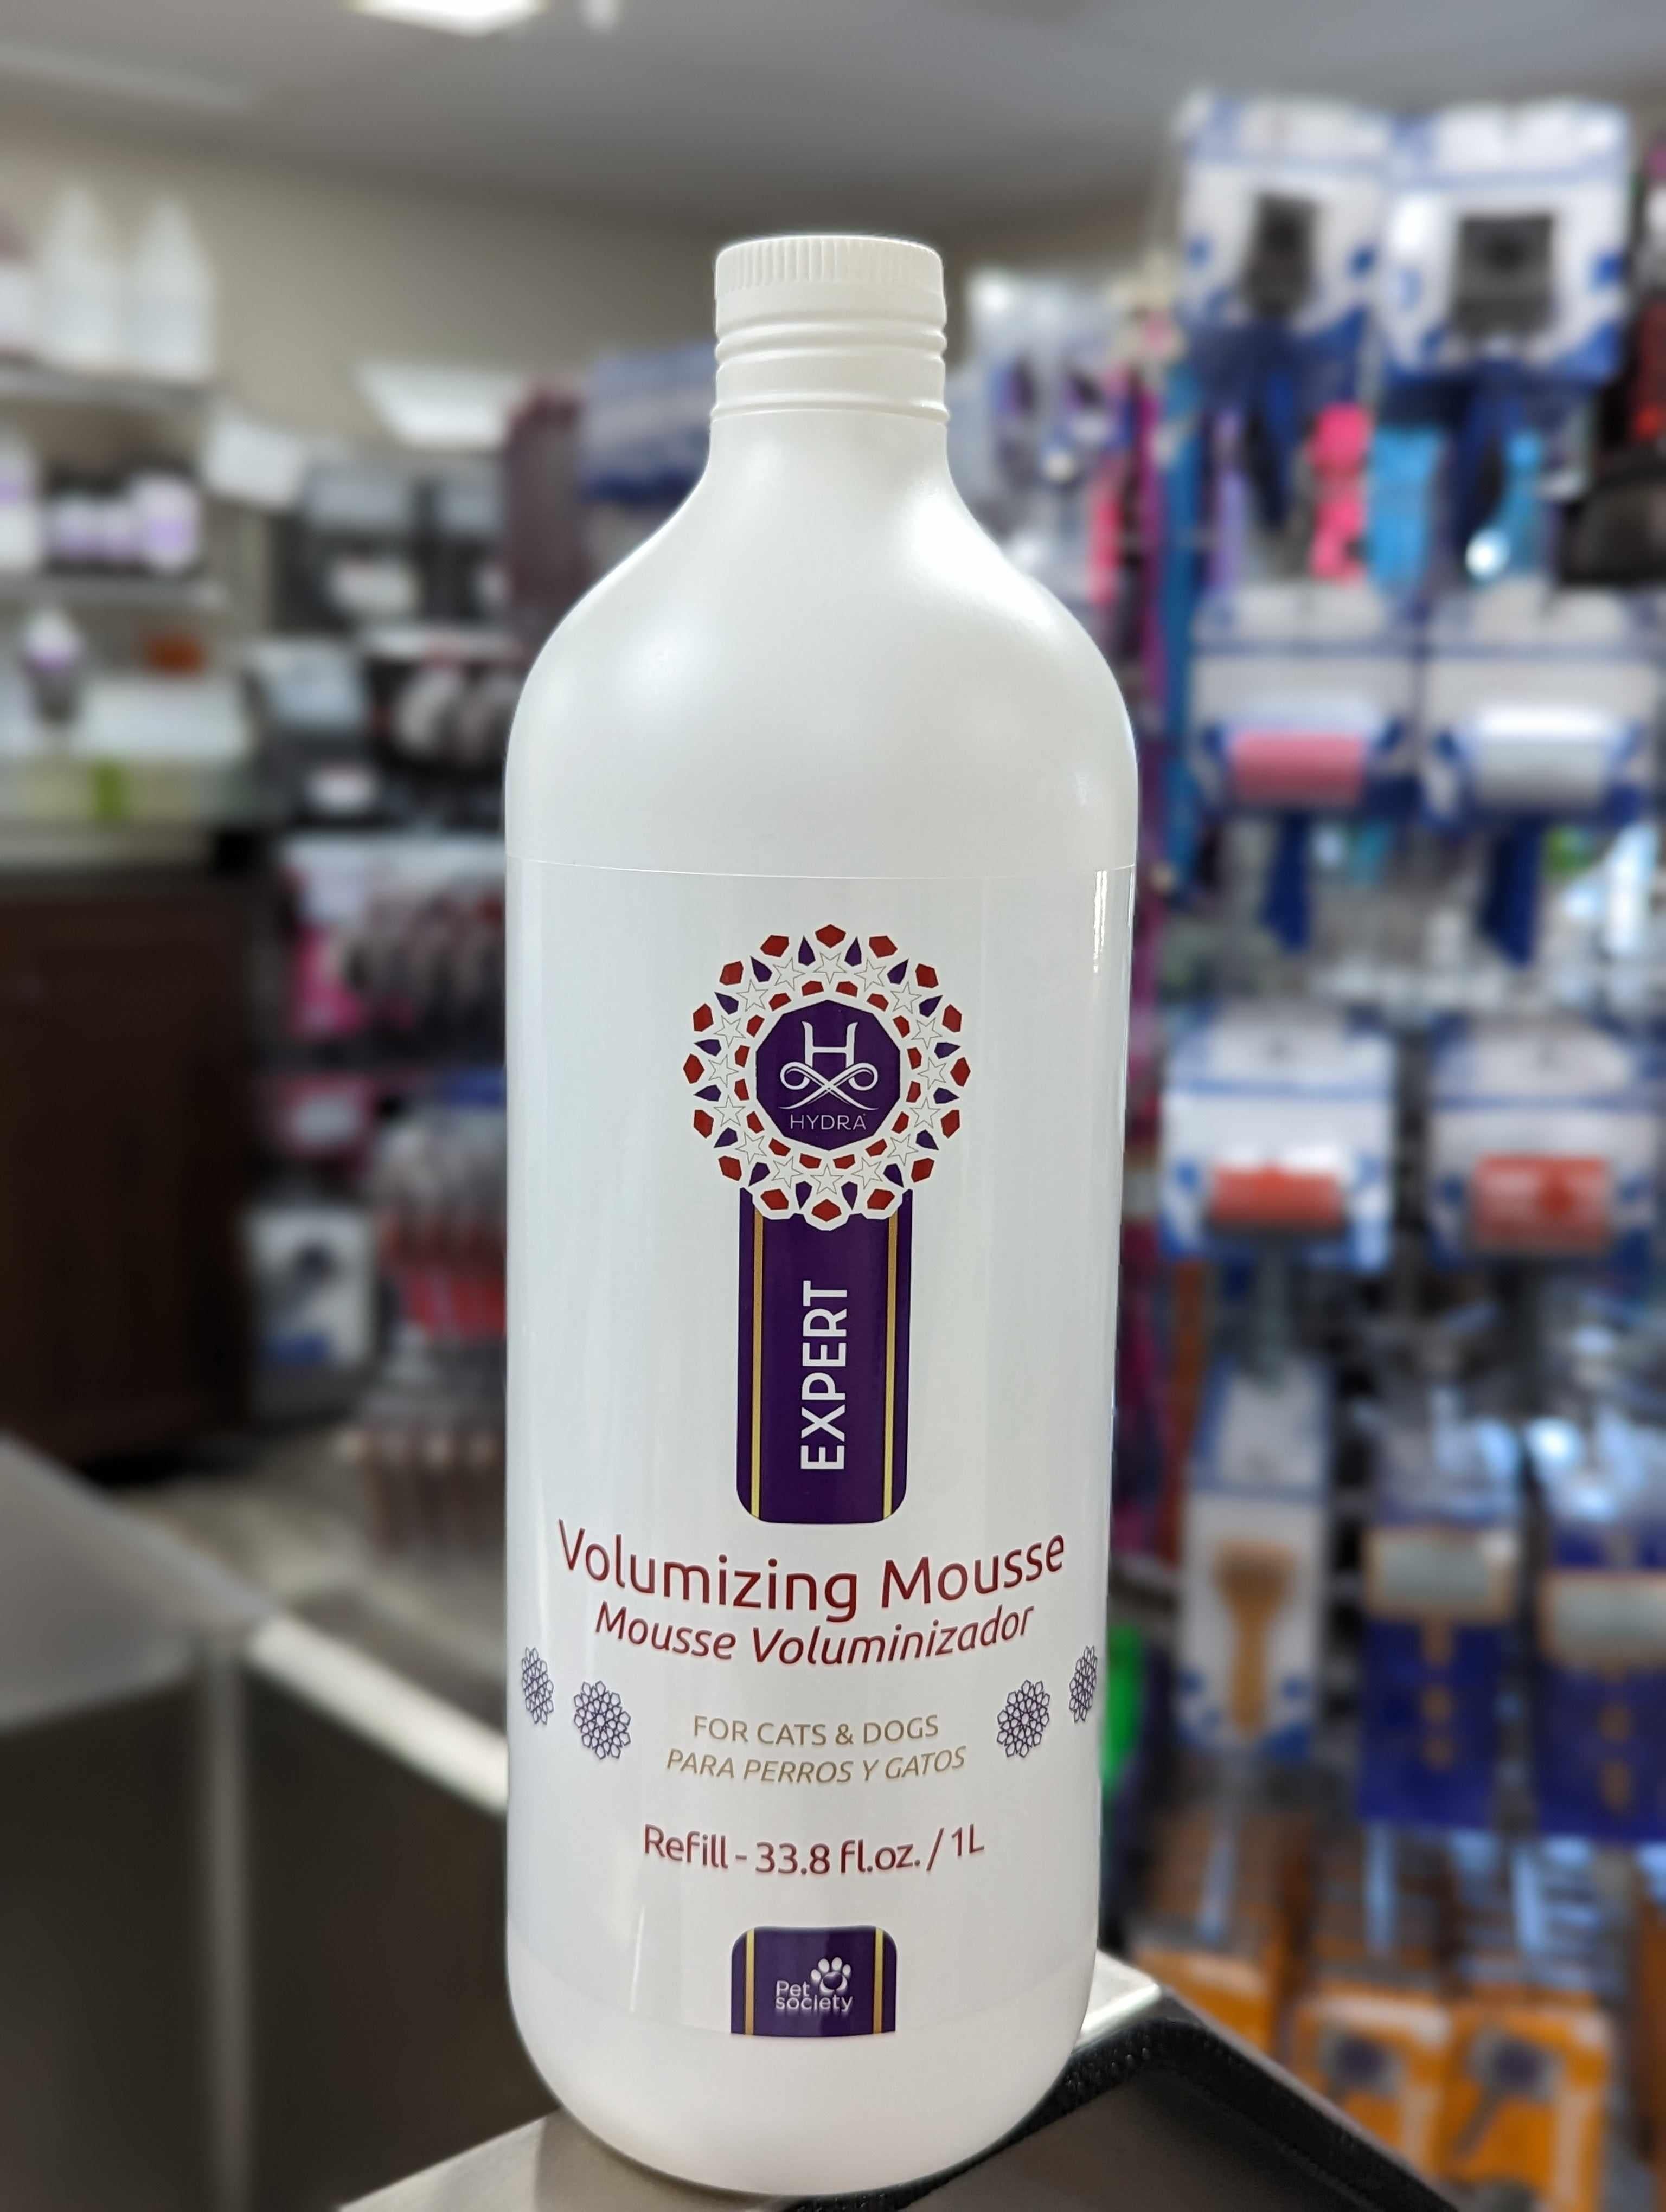 H
HYDRA
EXPERT
Volumizing Mousse
Mousse Voluminizador
FOR CATS & DOGS
PARA PERROS Y GATOS
Refill - 33.8 fl.oz. / 1L
Pet
society